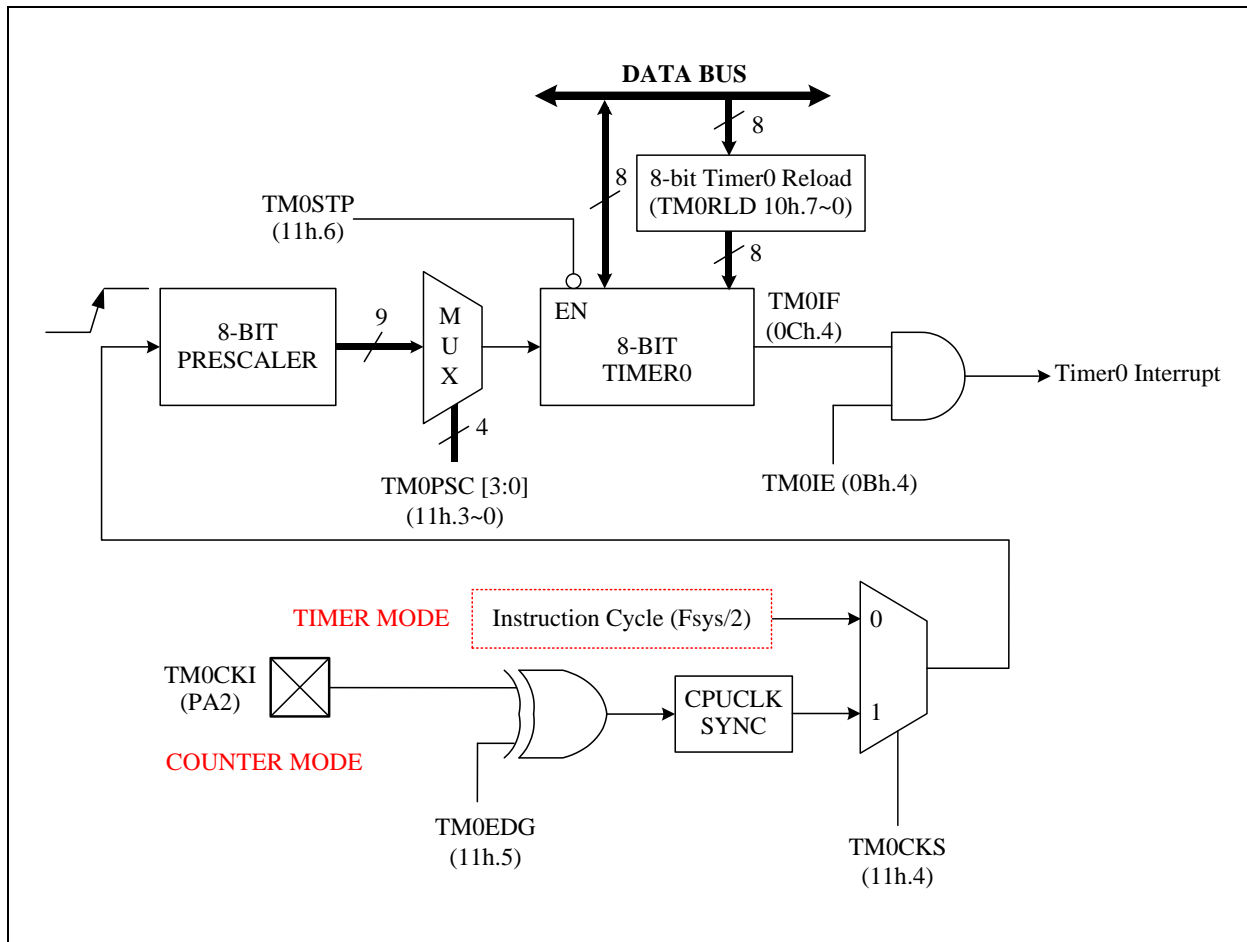 DATA BUS
8
8
8-bit Timer0 Reload
(TM0RLD 10h.7~0)
TM0STP
(11h.6)
8
8-BIT
PRESCALER
9
M
U
X
EN
8-BIT
TIMER0
TM0IF
(0Ch.4)
Timer0 Interrupt
4
TM0PSC [3:0]
(11h.3~0)
TM0IE (0Bh.4)
TIMER MODE
Instruction Cycle (Fsys/2)
0
TM0CKI
(PA2)
CPUCLK
SYNC
1
COUNTER MODE
TM0EDG
(11h.5)
TM0CKS
(11h.4)